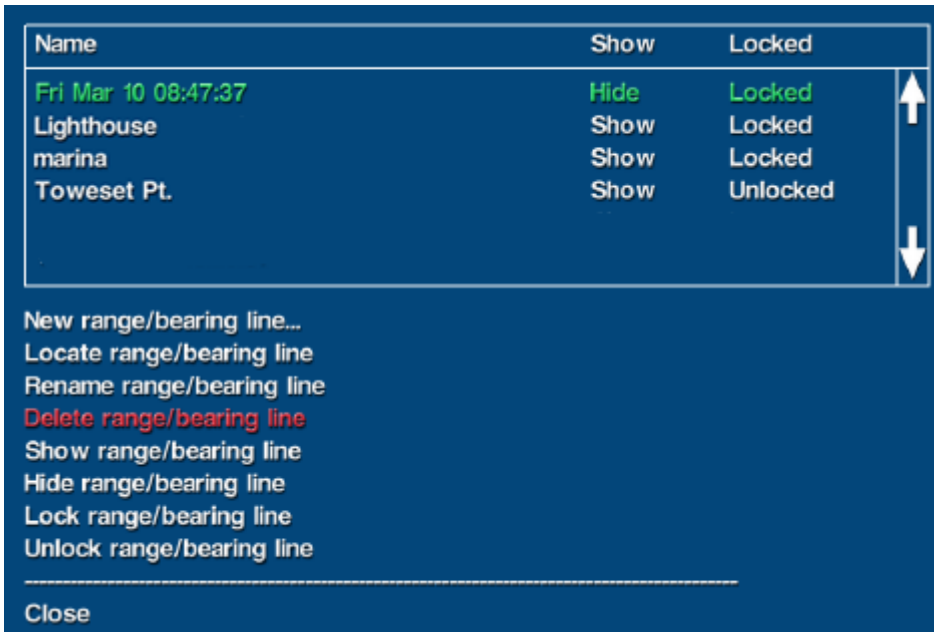 Name Show Locked
Fri Mar 10 08:47:37 Hide Locked
Lighthouse Show Locked
marina Show Locked
Toweset Pt. Show Unlocked
New range/bearing line...
Locate range/bearing line
Rename range/bearing line
Delete range/bearing line
Show range/bearing line
Hide range/bearing line
Lock range/bearing line
Unlock range/bearing line
Close